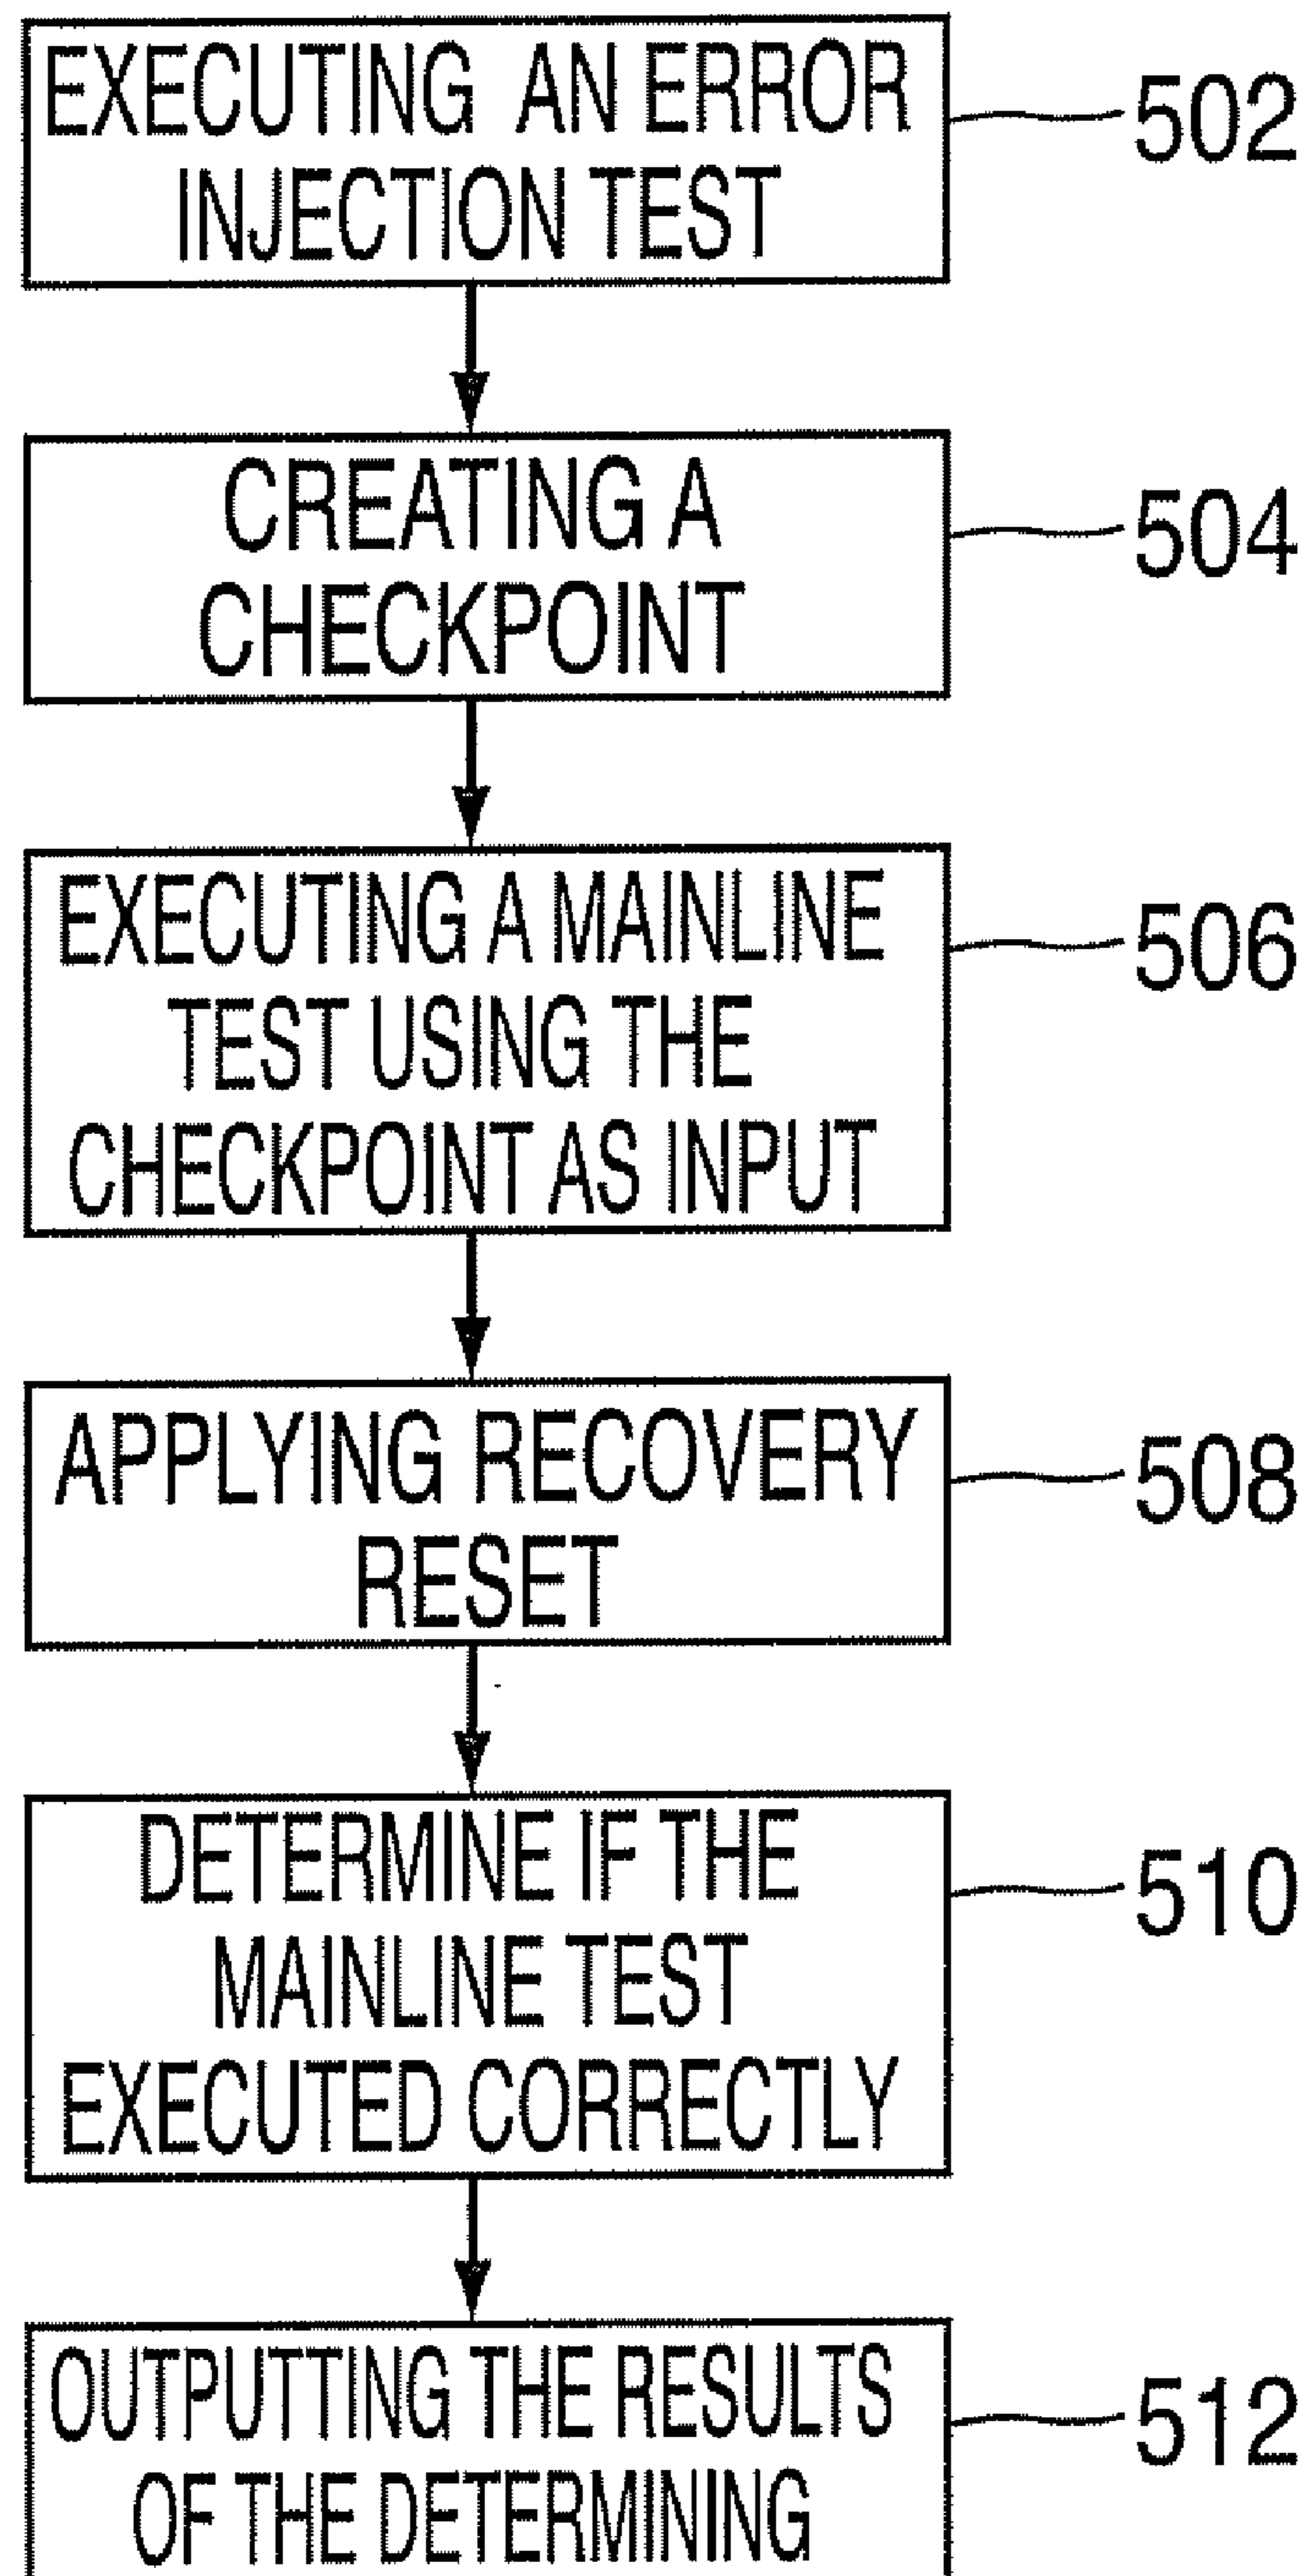 EXECUTING AN ERROR
INJECTION TEST
502
CREATING A
CHECKPOINT
504
EXECUTING A MAINLINE
TEST USING THE
CHECKPOINT AS INPUT
506
APPLYING RECOVERY
RESET
508
DETERMINE IF THE
MAINLINE TEST
EXECUTED CORRECTLY
510
OUTPUTTING THE RESULTS
OF THE DETERMINING
512